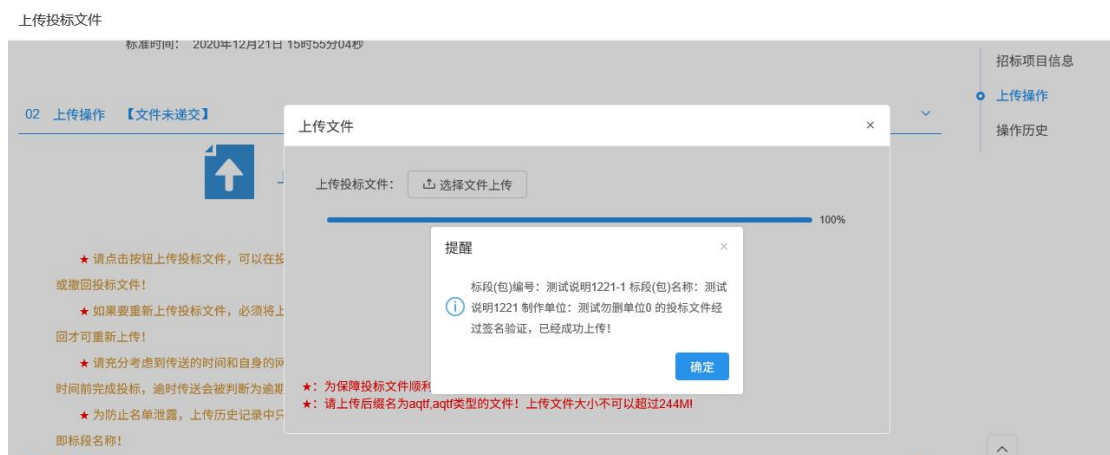 上传投标文件
标准时间： 2020年12月21日 15时55分04秒
招标项目信息
上传操作
操作历史
02 上传操作 【文件未递交】
上传文件 ×
上传投标文件： 选择文件上传
100%
提醒 ×
标段(包)编号：测试说明1221-1 标段(包)名称：测试
说明1221 制作单位：测试勿删单位0 的投标文件经
过签名验证，已经成功上传！
确定
★ 请点击按钮上传投标文件，可以在投
或撤回投标文件！
★ 如果要重新上传投标文件，必须将上
回才可重新上传！
★ 请充分考虑到传送的时间和自身的网
时间前完成投标，逾时传送会被判断为逾期
★ 为防止名单泄露，上传历史记录中只
即标段名称！
★：为保障投标文件顺利
★：请上传后缀名为aqtf,aqtf类型的文件！上传文件大小不可以超过244M!